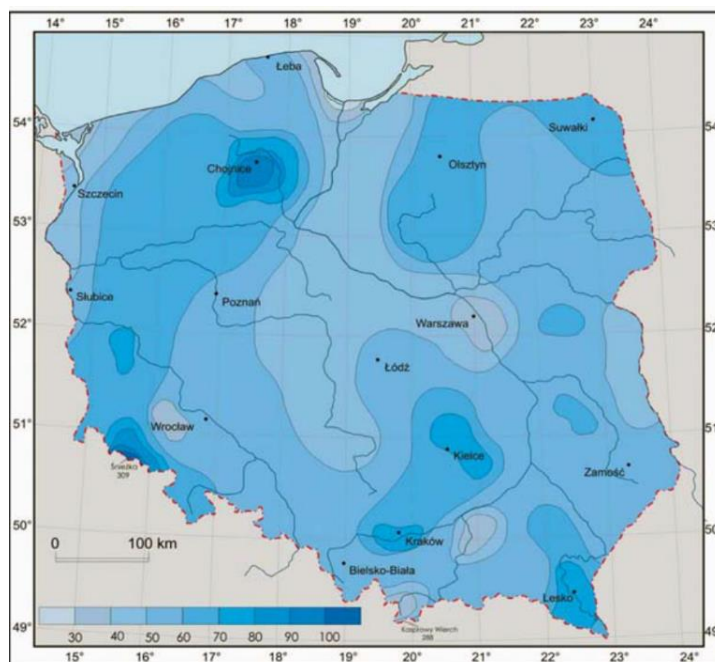 14° 15° 16° 17° 18° 19° 20° 21° 22° 23° 24°
Łeba
54° 54°
Suwałki
Chojnice
Olsztyn
Szczecin
53° 53°
Słubice
Poznań
Warszawa
52° 52°
Łódź
Wrocław
51° 51°
Kielce
Śnieżka
309
Zamość
50° 50°
0 100 km
Kraków
Bielsko-Biała
Lesko
30 40 50 60 70 80 90 100
Kasprowy Wierch
288
49° 49°
15° 16° 17° 18° 19° 20° 21° 22° 23° 24°